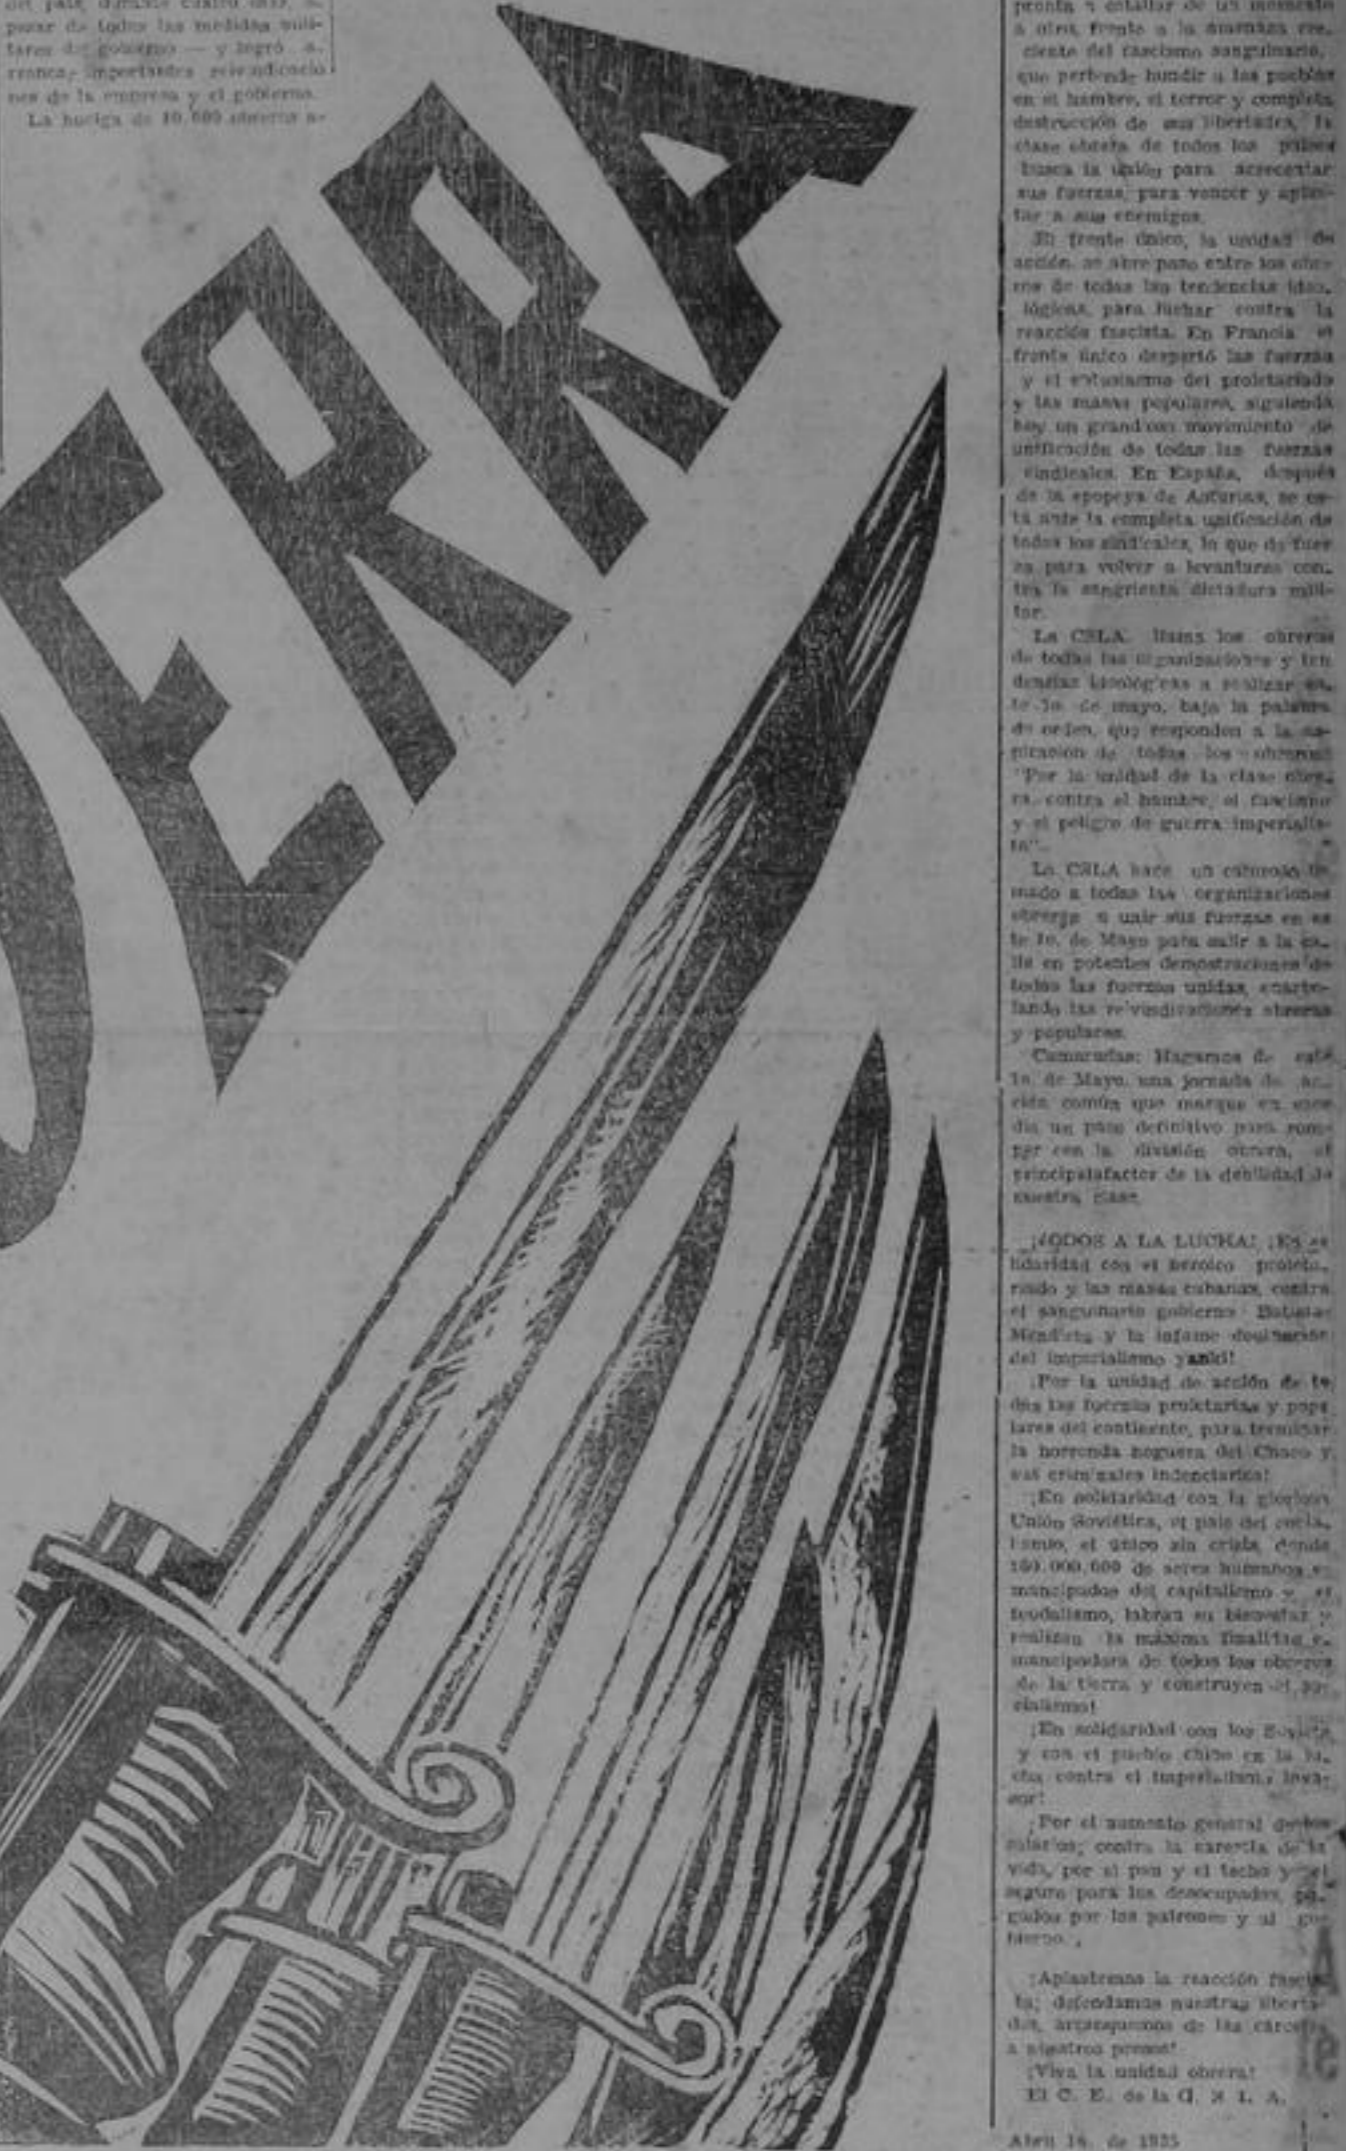 del país, durante cuatro días, a
pesar de todas las medidas mili-
tares del gobierno — y logró a-
rrancar importantes reivindicacio
nes de la empresa y el gobierno.
La huelga de 10.000 obreros a-
UERRA
pronta a estallar de un momento
a otro, frente a la amenaza cre-
ciente del fascismo sanguinario,
que pretende hundir a los pueblos
en el hambre, el terror y completa
destrucción de sus libertades, la
clase obrera de todos los países
busca la unión para acrecentar
sus fuerzas, para vencer y aplas-
tar a sus enemigos.
El frente único, la unidad de
acción, se abre paso entre los obre-
ros de todas las tendencias ideo-
lógicas, para luchar contra la
reacción fascista. En Francia el
frente único despertó las fuerzas
y el entusiasmo del proletariado
y las masas populares, siguiendo
hoy un grandioso movimiento de
unificación de todas las fuerzas
sindicales. En España, después
de la epopeya de Asturias, se es-
tá ante la completa unificación de
todos los sindicales, lo que da fuer
za para volver a levantarse con-
tra la sangrienta dictadura mili-
tar.
La CSLA. llama los obreros
de todas las organizaciones y ten
dencias ideológicas a realizar es-
te 1o. de mayo, bajo la palabra
de orden, que responden a la as-
piración de todos los obreros:
"Por la unidad de la clase obre-
ra, contra el hambre, el fascismo
y el peligro de guerra imperialis-
ta".
La CSLA hace un caluroso lla
mado a todas las organizaciones
obreras a unir sus fuerzas en es
te 1o. de Mayo para salir a la ca-
lle en potentes demostraciones de
todas las fuerzas unidas, enarbo-
lando las reivindicaciones obreras
y populares.
Camaradas: Hagamos de este
1o. de Mayo, una jornada de ac-
ción común que marque en ese
día un paso definitivo para rom-
per con la división obrera, el
principalafactor de la debilidad de
nuestra clase.
¡TODOS A LA LUCHA! ¡En so
lidaridad con el heroico proleta-
riado y las masas cubanas, contra
el sanguinario gobierno Batista-
Mendieta y la infame dominación
del imperialismo yanki!
¡Por la unidad de acción de to
das las fuerzas proletarias y popu
lares del continente, para terminar
la horrenda hoguera del Chaco y
sus criminales indenciarios!
¡En solidaridad con la gloriosa
Unión Soviética, el país del socia-
lismo, el único sin crisis, donde
160.000.000 de seres humanos e-
mancipados del capitalismo y el
feudalismo, labran su bienestar y
realizan la máxima finalidad e-
mancipadora de todos los obreros
de la tierra y construyen el so-
cialismo!
¡En solidaridad con los Soviets
y con el pueblo chino en la lu-
cha contra el imperialismo inva-
sor!
¡Por el aumento general de los
salarios; contra la carestía de la
vida, por el pan y el techo y el
seguro para los desocupados, pa-
gados por los patrones y al go-
bierno.
¡Aplastemos la reacción fascis
ta; defendamos nuestras liberta-
des, arranquemos de las cárceles
a nuestros presos!
¡Viva la unidad obrera!
El C. E. de la C. S. L. A.
Abril 14, de 1935